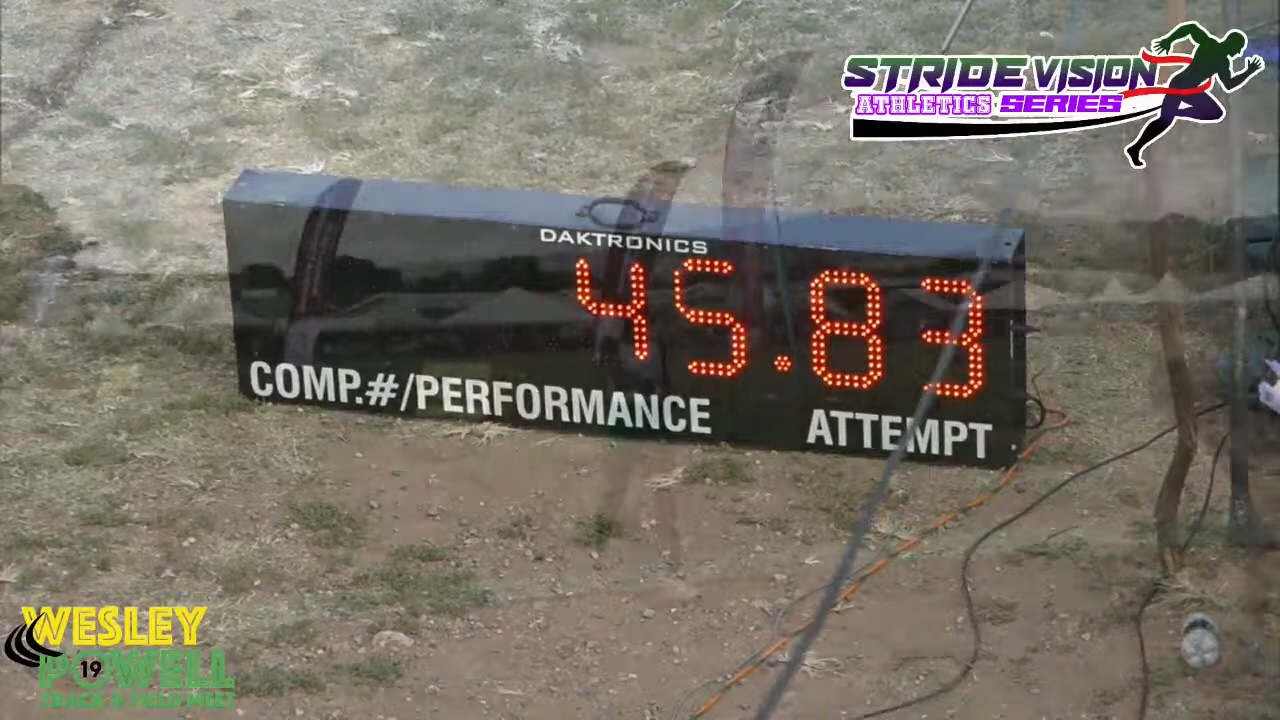 STRIDE VISION
ATHLETICS SERIES
DAKTRONICS
45.83
COMP.#/PERFORMANCE
ATTEMPT
WESLEY
POWELL
19
TRACK & FIELD MEET